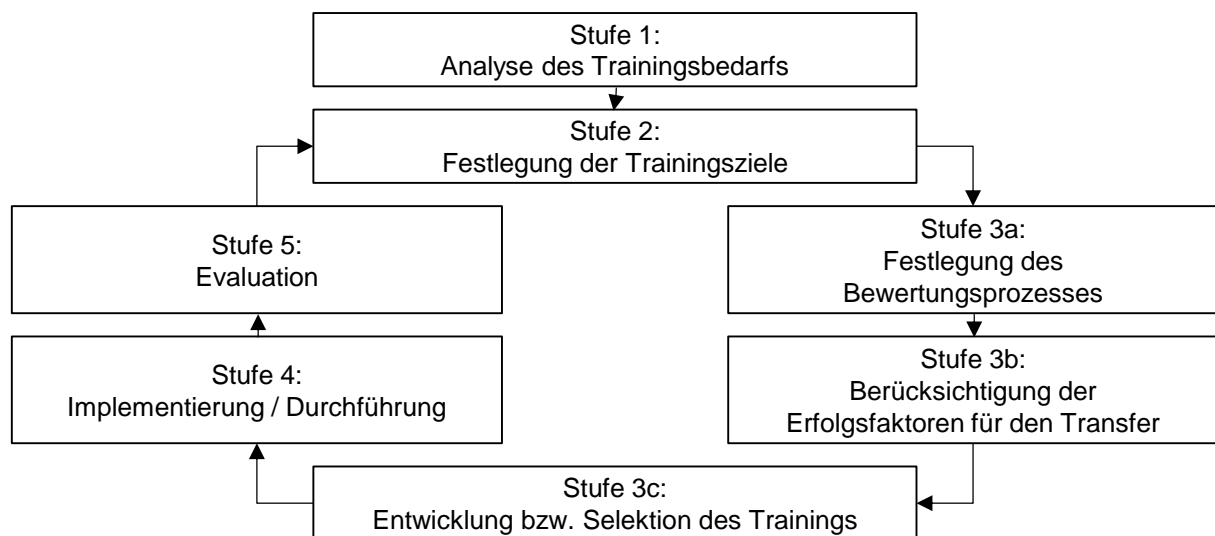 Stufe 1:
Analyse des Trainingsbedarfs
Stufe 2:
Festlegung der Trainingsziele
Stufe 3a:
Festlegung des
Bewertungsprozesses
Stufe 3b:
Berücksichtigung der
Erfolgsfaktoren für den Transfer
Stufe 3c:
Entwicklung bzw. Selektion des Trainings
Stufe 4:
Implementierung / Durchführung
Stufe 5:
Evaluation